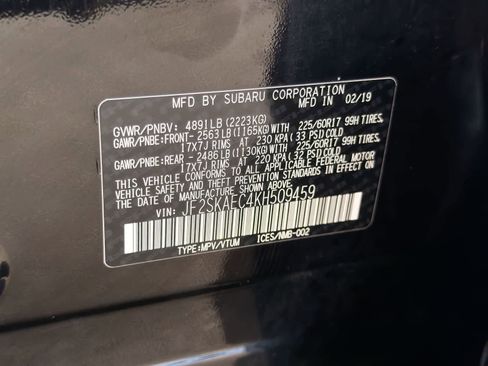 MFD BY SUBARU CORPORATION
MFD IN 02/19
GVWR/PNBV: 4891LB(2223KG)
GAWR/PNBE:FRONT- 2563LB(1165KG)WITH 225/60R17 99H TIRES
17X7J RIMS AT 230 KPA(33 PSI)COLD
GAWR/PNBE:REAR - 2486LB(1130KG)WITH 225/60R17 99H TIRES
17X7J RIMS AT 220 KPA(32 PSI)COLD
THIS VEHICLE CONFORMS TO ALL APPLICABLE FEDERAL MOTOR
VEHICLE SAFETY AND THEFT PREVENTION STANDARDS IN EFFECT ON
THE DATE OF MANUFACTURE SHOWN ABOVE.
VIN: JF2SKAEC4KH509459
TYPE:MPV/VTUM ICES/NMB-002